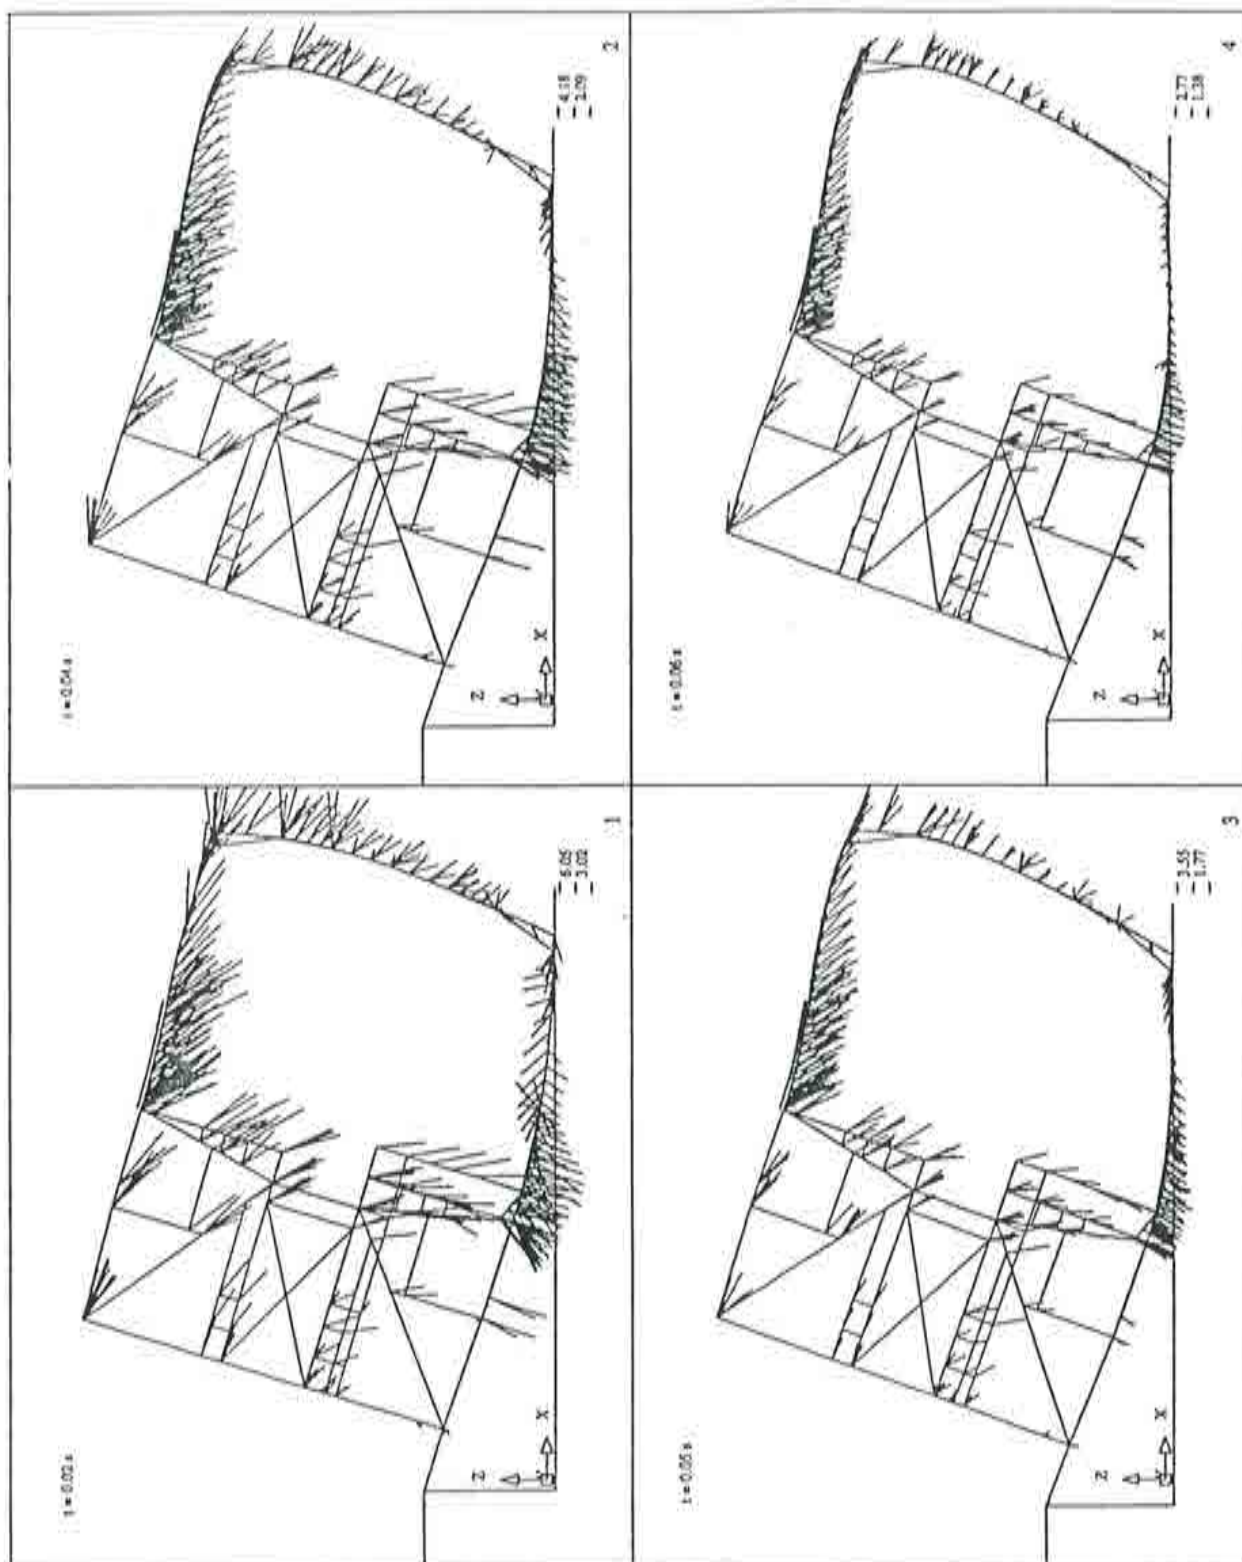 t = 0.02 s
Z
X
6.05
3.02
1
t = 0.04 s
Z
X
4.18
2.09
2
t = 0.05 s
Z
X
3.55
1.77
3
t = 0.06 s
Z
X
2.77
1.38
4